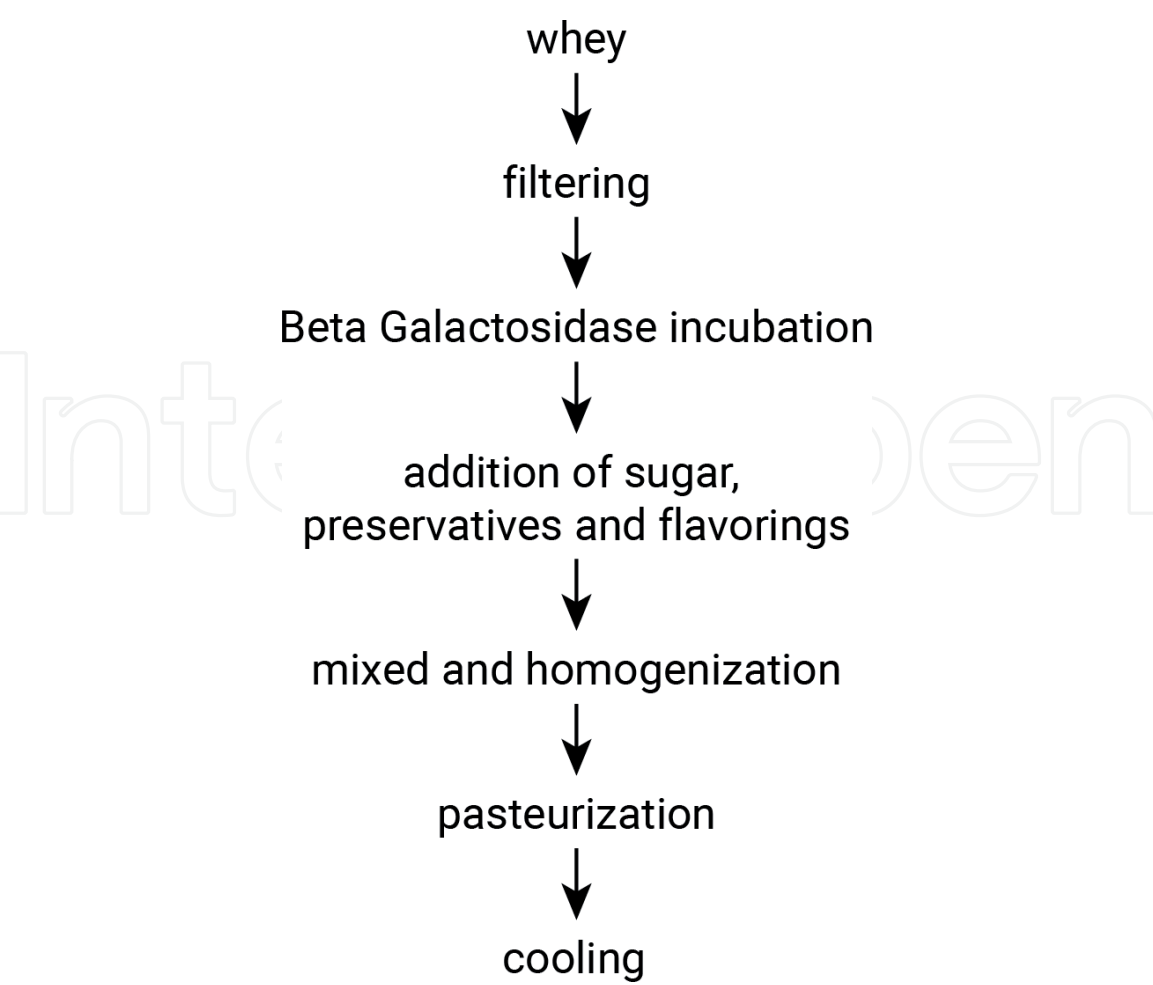 whey
filtering
Beta Galactosidase incubation
addition of sugar,
preservatives and flavorings
mixed and homogenization
pasteurization
cooling